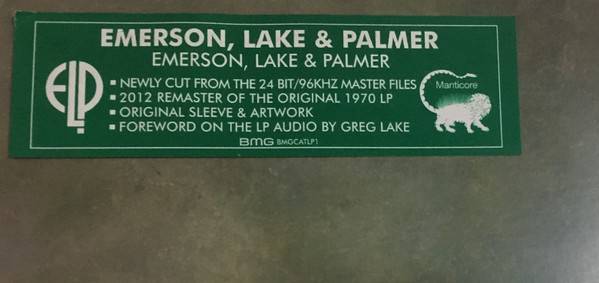 EMERSON, LAKE & PALMER
EMERSON, LAKE & PALMER
ELP
▪ NEWLY CUT FROM THE 24 BIT/96KHZ MASTER FILES
▪ 2012 REMASTER OF THE ORIGINAL 1970 LP
▪ ORIGINAL SLEEVE & ARTWORK
▪ FOREWORD ON THE LP AUDIO BY GREG LAKE
Manticore
BMG BMGCATLP1